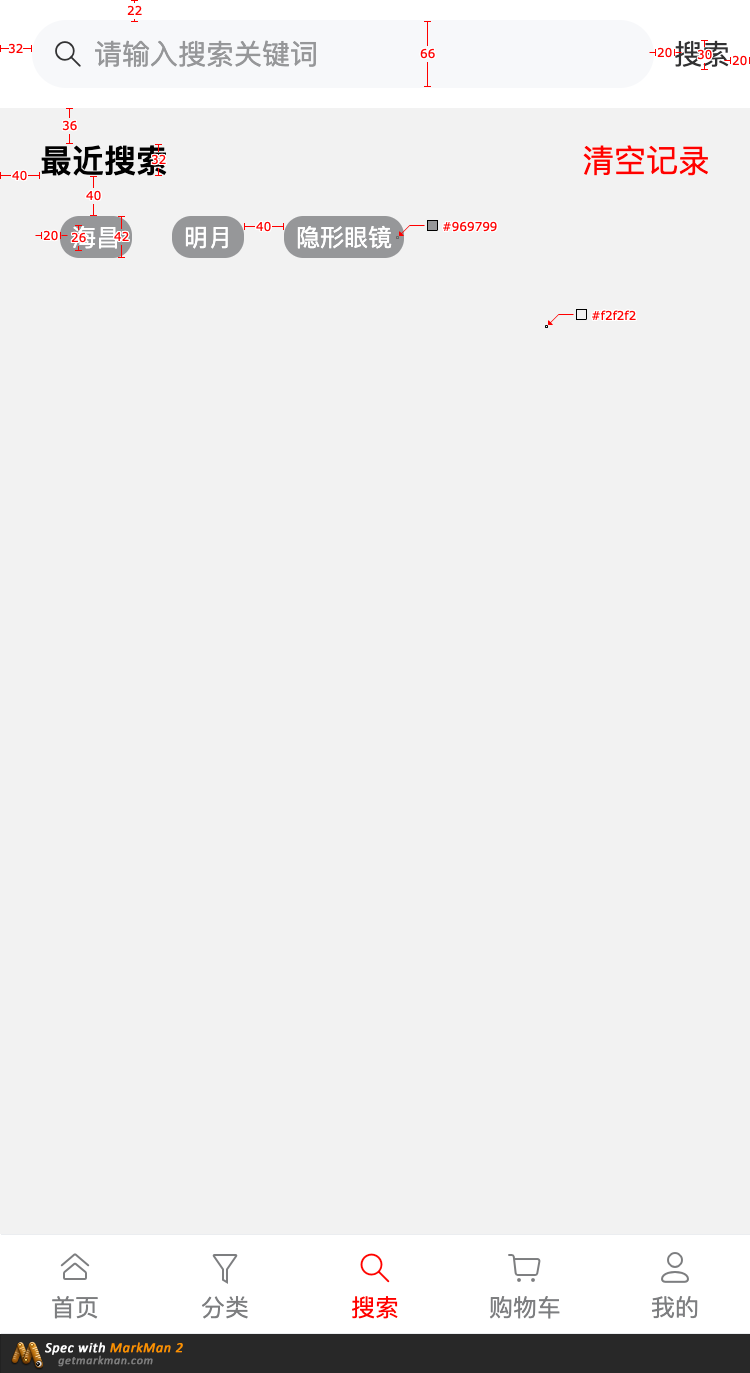 22
32 请输入搜索关键词 66 20 搜索 30 20
36
最近搜索 32 清空记录
40
40
20 海昌 26 42 明月 40 隐形眼镜 #969799
#f2f2f2
首页 分类 搜索 购物车 我的
Spec with MarkMan 2
getmarkman.com